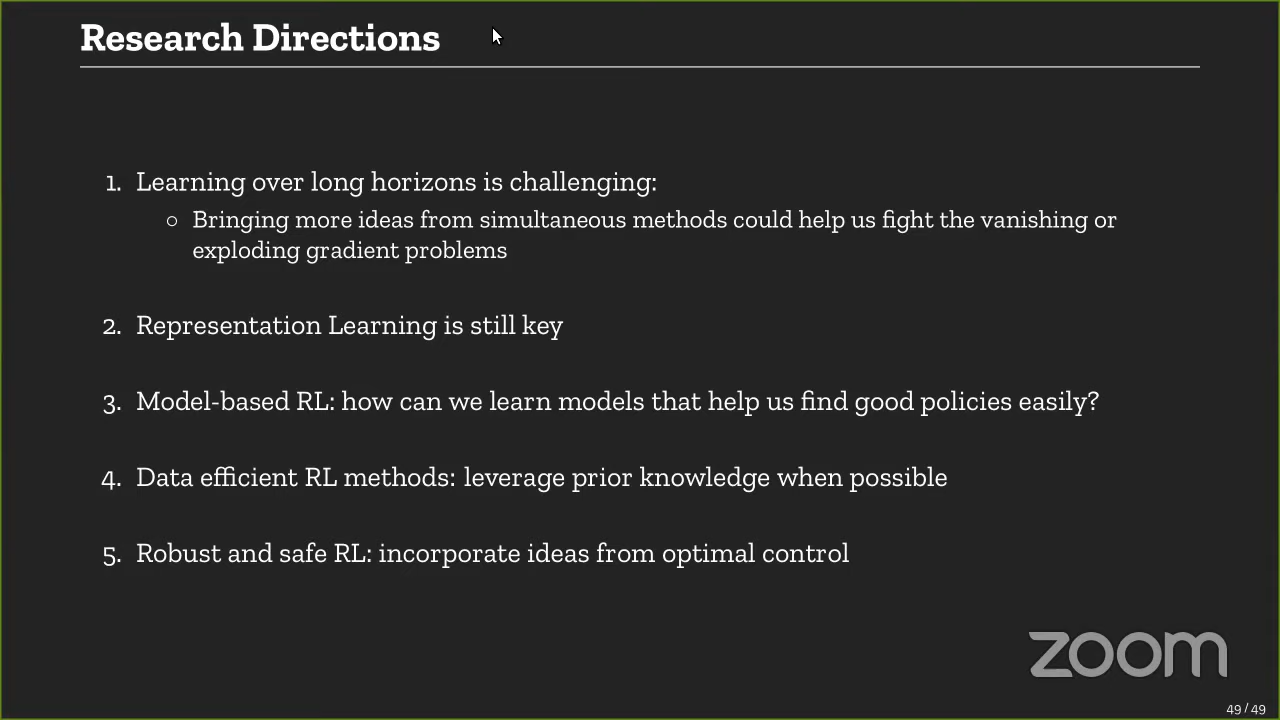 Research Directions
1. Learning over long horizons is challenging:
○ Bringing more ideas from simultaneous methods could help us fight the vanishing or
exploding gradient problems
2. Representation Learning is still key
3. Model-based RL: how can we learn models that help us find good policies easily?
4. Data efficient RL methods: leverage prior knowledge when possible
5. Robust and safe RL: incorporate ideas from optimal control
zoom
49 / 49